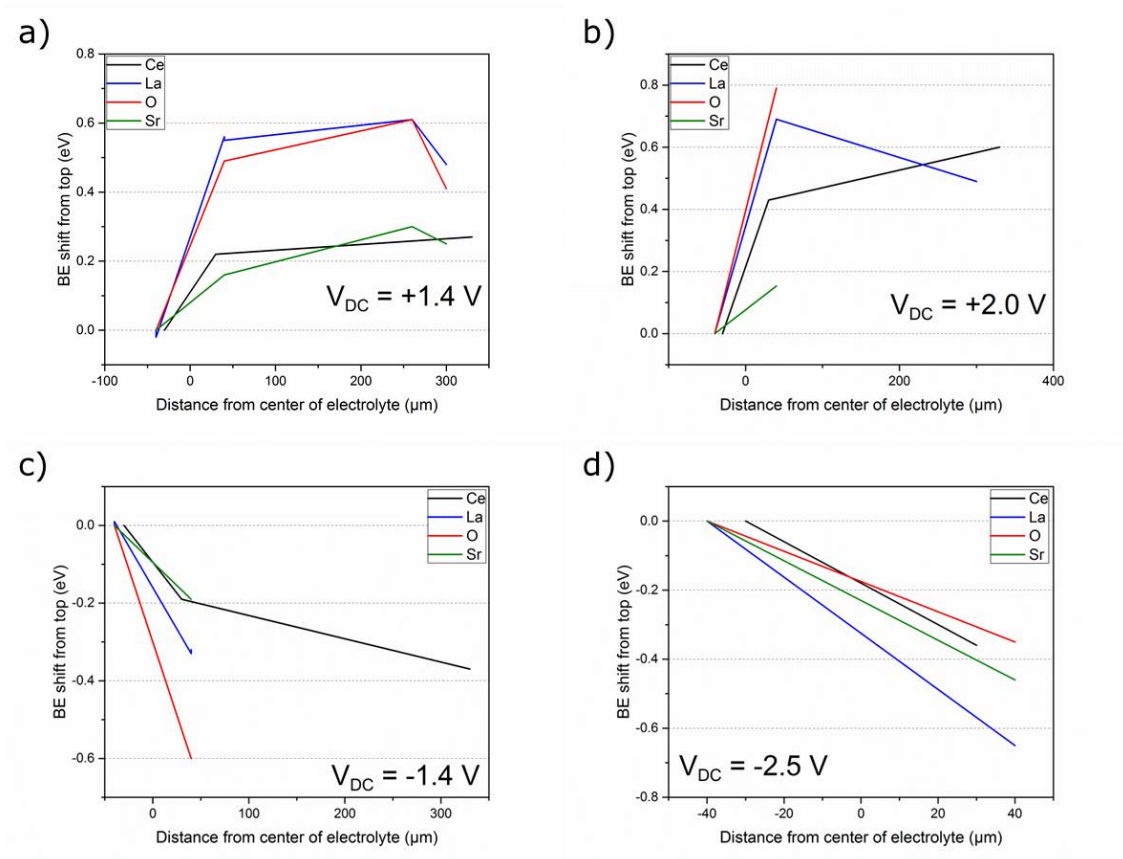 a)
Ce
La
O
Sr
0.8
0.6
0.4
0.2
0.0
BE shift from top (eV)
V_DC = +1.4 V
-100 0 100 200 300
Distance from center of electrolyte (µm)
b)
Ce
La
O
Sr
0.8
0.6
0.4
0.2
0.0
BE shift from top (eV)
V_DC = +2.0 V
0 200 400
Distance from center of electrolyte (µm)
c)
Ce
La
O
Sr
0.0
-0.2
-0.4
-0.6
BE shift from top (eV)
V_DC = -1.4 V
0 100 200 300
Distance from center of electrolyte (µm)
d)
Ce
La
O
Sr
0.0
-0.2
-0.4
-0.6
-0.8
BE shift from top (eV)
V_DC = -2.5 V
-40 -20 0 20 40
Distance from center of electrolyte (µm)